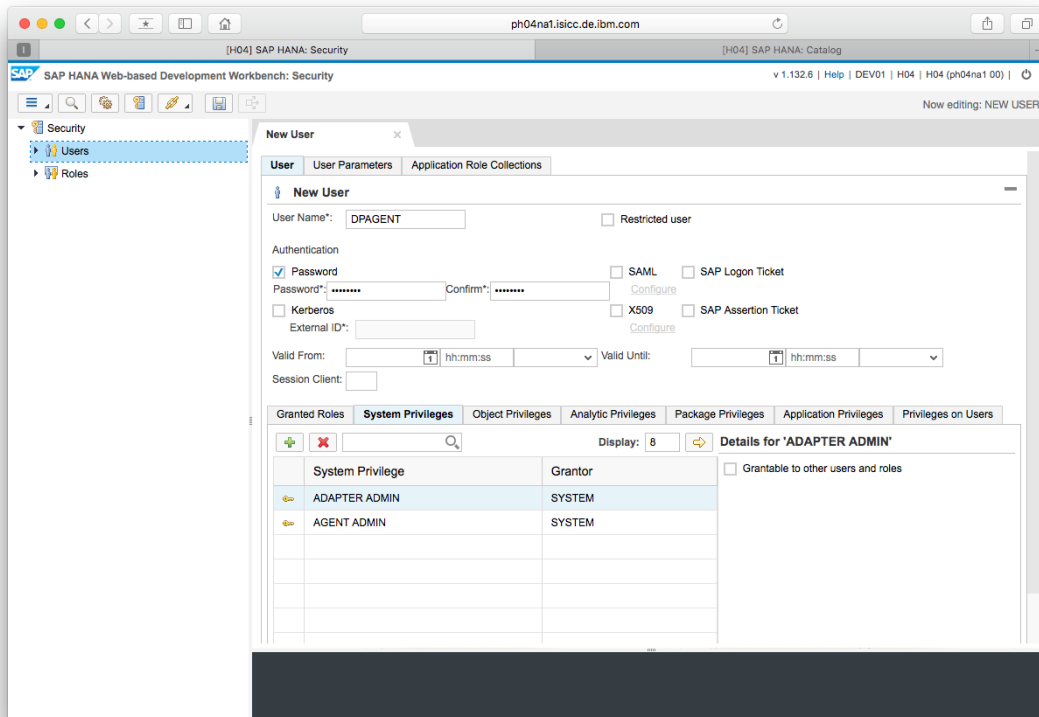 ph04na1.isicc.de.ibm.com
[H04] SAP HANA: Security
[H04] SAP HANA: Catalog
SAP SAP HANA Web-based Development Workbench: Security
v 1.132.6 | Help | DEV01 | H04 | H04 (ph04na1 00) |
Now editing: NEW USER
Security
Users
Roles
New User
User User Parameters Application Role Collections
New User
User Name*: DPAGENT Restricted user
Authentication
Password SAML SAP Logon Ticket
Password*: •••••••• Confirm*: •••••••• Configure
Kerberos X509 SAP Assertion Ticket
External ID*: Configure
Valid From: 1 hh:mm:ss Valid Until: 1 hh:mm:ss
Session Client:
Granted Roles System Privileges Object Privileges Analytic Privileges Package Privileges Application Privileges Privileges on Users
Display: 8 Details for 'ADAPTER ADMIN'
System Privilege Grantor Grantable to other users and roles
ADAPTER ADMIN SYSTEM
AGENT ADMIN SYSTEM